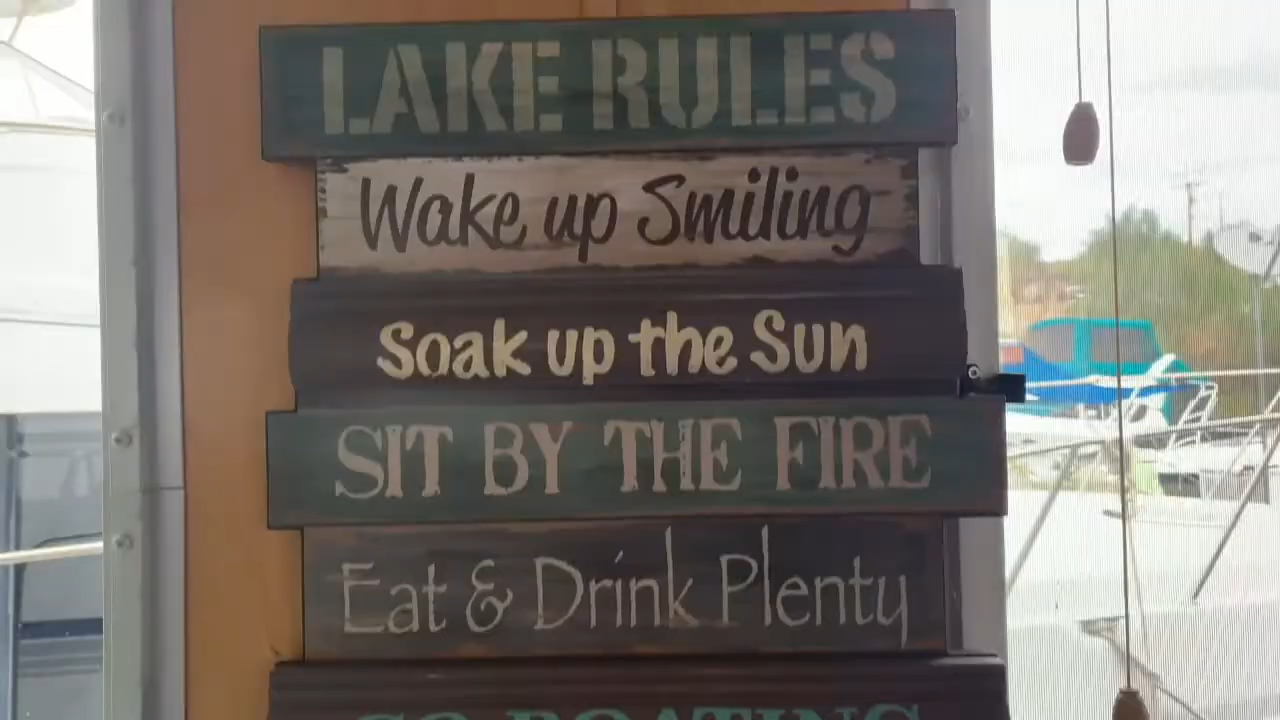 LAKE RULES
Wake up Smiling
Soak up the Sun
SIT BY THE FIRE
Eat & Drink Plenty
GO BOATING